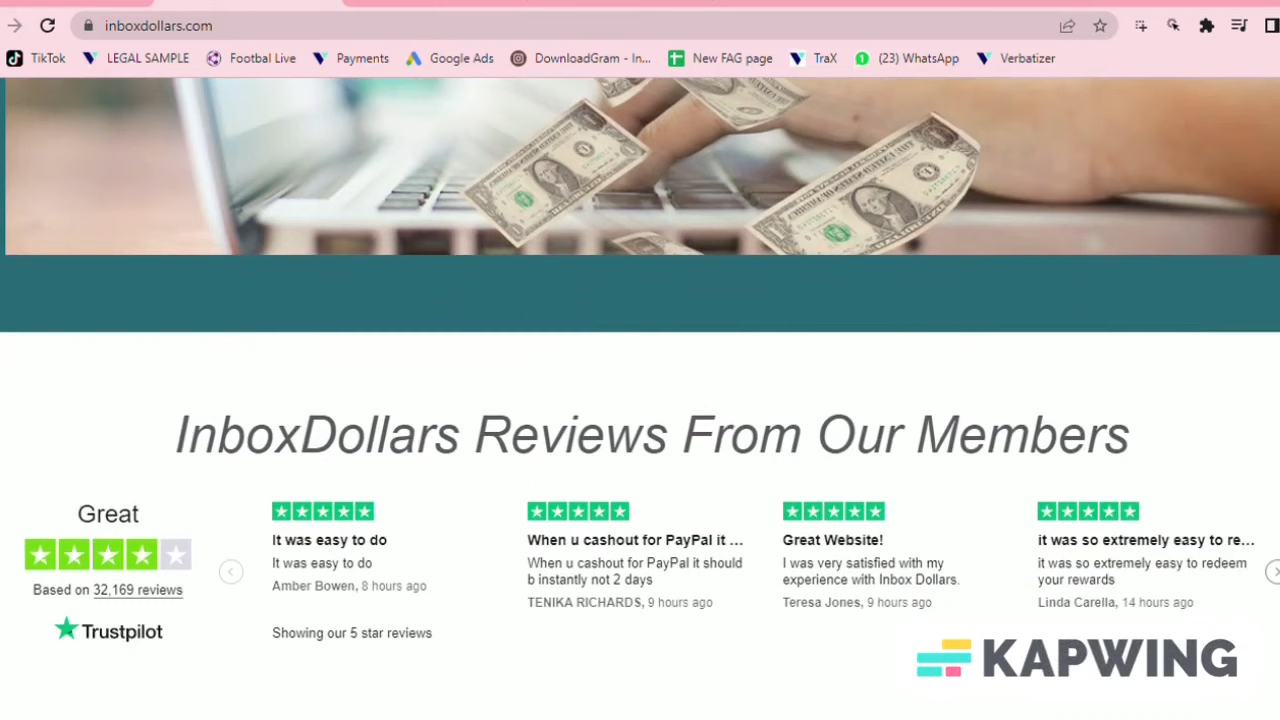 inboxdollars.com
TikTok LEGAL SAMPLE Footbal Live Payments Google Ads DownloadGram - In... New FAG page TraX (23) WhatsApp Verbatizer
InboxDollars Reviews From Our Members
Great
Based on 32,169 reviews
Trustpilot
It was easy to do
It was easy to do
Amber Bowen, 8 hours ago
Showing our 5 star reviews
When u cashout for PayPal it ...
When u cashout for PayPal it should
b instantly not 2 days
TENIKA RICHARDS, 9 hours ago
Great Website!
I was very satisfied with my
experience with Inbox Dollars.
Teresa Jones, 9 hours ago
it was so extremely easy to re...
it was so extremely easy to redeem
your rewards
Linda Carella, 14 hours ago
KAPWING